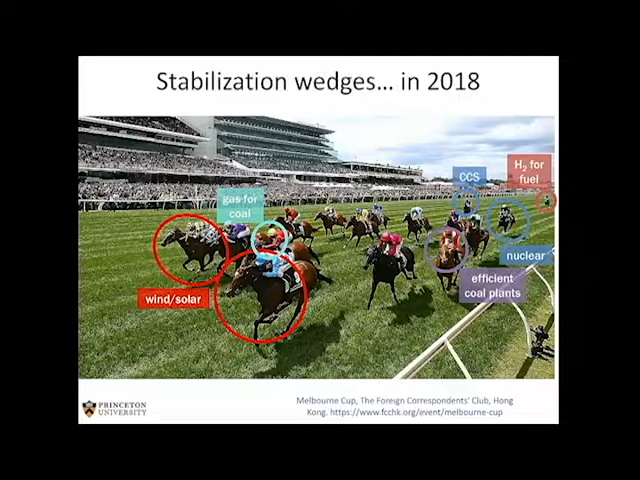 Stabilization wedges... in 2018
H2 for
fuel
CCS
gas for
coal
nuclear
efficient
coal plants
wind/solar
PRINCETON
UNIVERSITY
Melbourne Cup, The Foreign Correspondents' Club, Hong
Kong. https://www.fcchk.org/event/melbourne-cup